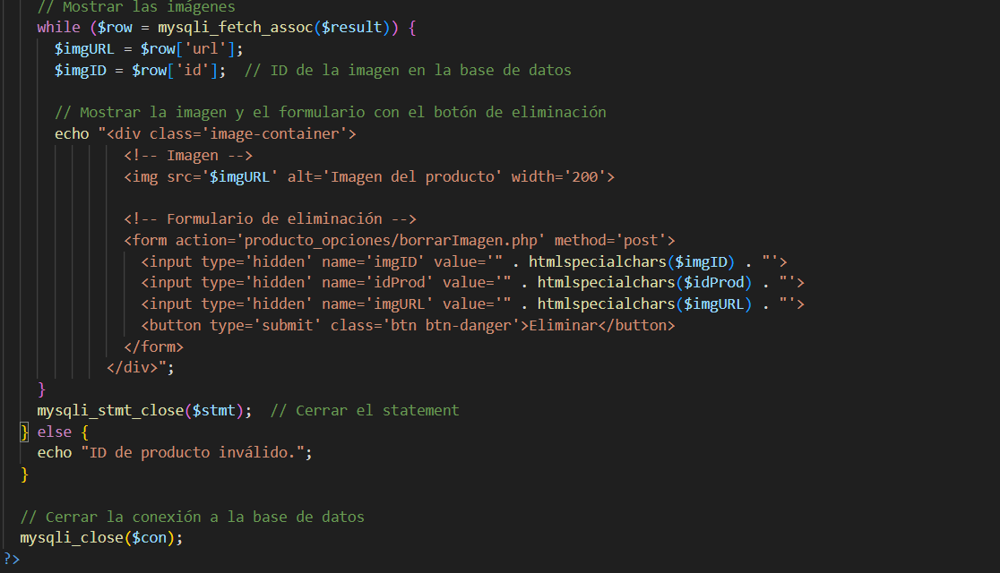 // Mostrar las imágenes
while ($row = mysqli_fetch_assoc($result)) {
$imgURL = $row['url'];
$imgID = $row['id'];  // ID de la imagen en la base de datos
// Mostrar la imagen y el formulario con el botón de eliminación
echo "<div class='image-container'>
<!-- Imagen -->
<img src='$imgURL' alt='Imagen del producto' width='200'>
<!-- Formulario de eliminación -->
<form action='producto_opciones/borrarImagen.php' method='post'>
<input type='hidden' name='imgID' value='" . htmlspecialchars($imgID) . "'>
<input type='hidden' name='idProd' value='" . htmlspecialchars($idProd) . "'>
<input type='hidden' name='imgURL' value='" . htmlspecialchars($imgURL) . "'>
<button type='submit' class='btn btn-danger'>Eliminar</button>
</form>
</div>";
}
mysqli_stmt_close($stmt);  // Cerrar el statement
} else {
echo "ID de producto inválido.";
}
// Cerrar la conexión a la base de datos
mysqli_close($con);
?>